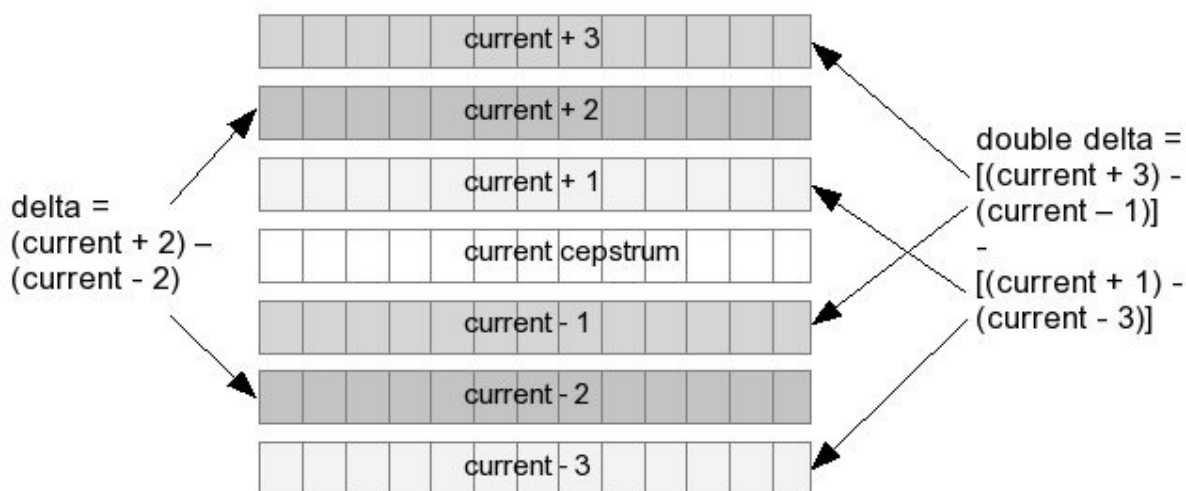 current + 3
current + 2
current + 1
current cepstrum
current - 1
current - 2
current - 3
delta =
(current + 2) –
(current - 2)
double delta =
[(current + 3) -
(current – 1)]
-
[(current + 1) -
(current - 3)]